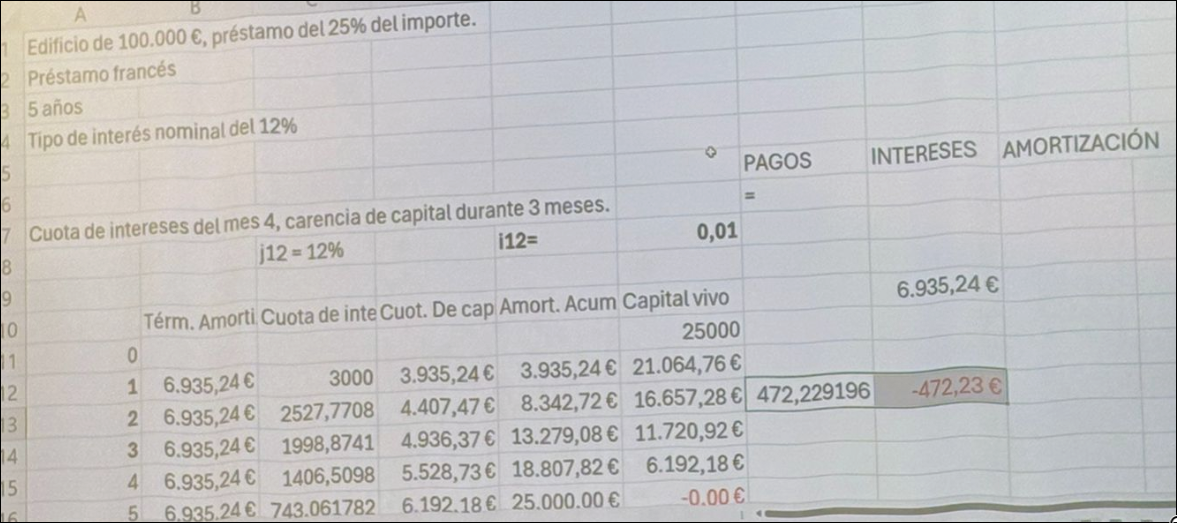 A B C
1 Edificio de 100.000 €, préstamo del 25% del importe.
2 Préstamo francés
3 5 años
4 Tipo de interés nominal del 12%
5 PAGOS INTERESES AMORTIZACIÓN
6 =
7 Cuota de intereses del mes 4, carencia de capital durante 3 meses.
8 j12 = 12% i12= 0,01
9 6.935,24 €
10 Térm. Amorti Cuota de inte Cuot. De cap Amort. Acum Capital vivo
11 0 25000
12 1 6.935,24 € 3000 3.935,24 € 3.935,24 € 21.064,76 €
13 2 6.935,24 € 2527,7708 4.407,47 € 8.342,72 € 16.657,28 € 472,229196 -472,23 €
14 3 6.935,24 € 1998,8741 4.936,37 € 13.279,08 € 11.720,92 €
15 4 6.935,24 € 1406,5098 5.528,73 € 18.807,82 € 6.192,18 €
16 5 6.935.24 € 743.061782 6.192.18 € 25.000.00 € -0.00 €